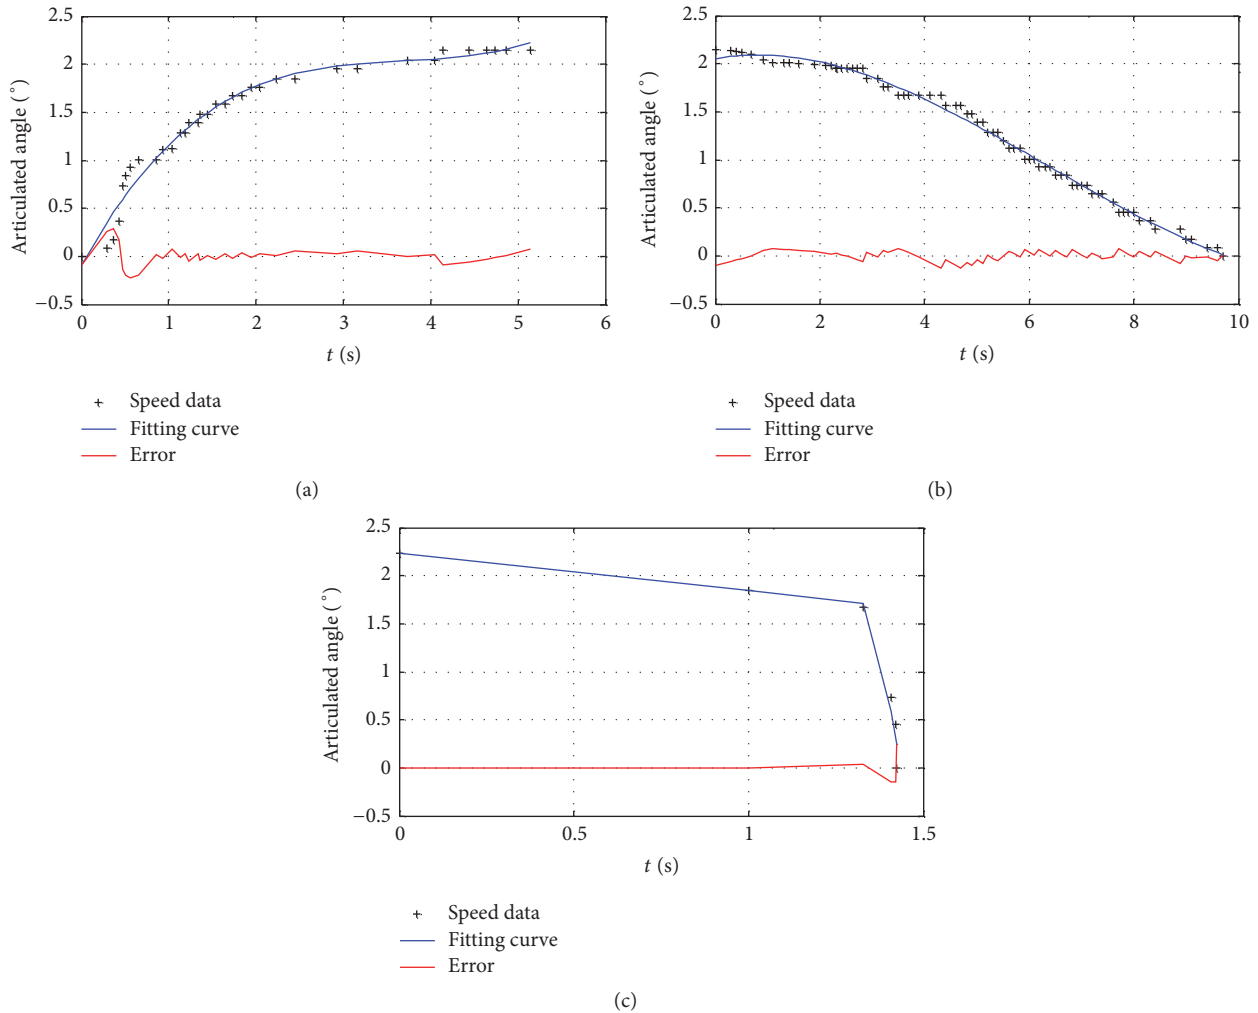 2.5
2
1.5
1
0.5
0
−0.5
Articulated angle (°)
0 1 2 3 4 5 6
t (s)
Speed data
Fitting curve
Error
(a)
2.5
2
1.5
1
0.5
0
−0.5
Articulated angle (°)
0 2 4 6 8 10
t (s)
Speed data
Fitting curve
Error
(b)
2.5
2
1.5
1
0.5
0
−0.5
Articulated angle (°)
0 0.5 1 1.5
t (s)
Speed data
Fitting curve
Error
(c)